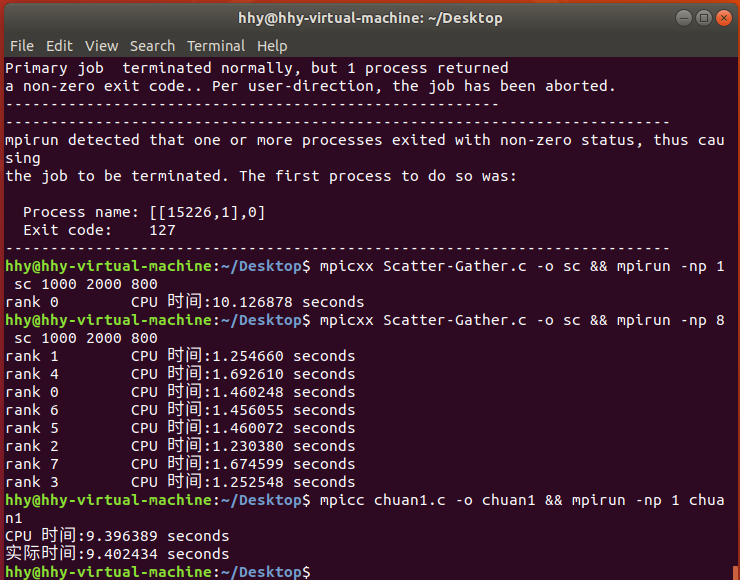 hhy@hhy-virtual-machine: ~/Desktop
File Edit View Search Terminal Help
Primary job  terminated normally, but 1 process returned
a non-zero exit code.. Per user-direction, the job has been aborted.
-------------------------------------------------------
--------------------------------------------------------------------------
mpirun detected that one or more processes exited with non-zero status, thus cau
sing
the job to be terminated. The first process to do so was:
  Process name: [[15226,1],0]
  Exit code:    127
--------------------------------------------------------------------------
hhy@hhy-virtual-machine:~/Desktop$ mpicxx Scatter-Gather.c -o sc && mpirun -np 1
 sc 1000 2000 800
rank 0        CPU 时间:10.126878 seconds
hhy@hhy-virtual-machine:~/Desktop$ mpicxx Scatter-Gather.c -o sc && mpirun -np 8
 sc 1000 2000 800
rank 1        CPU 时间:1.254660 seconds
rank 4        CPU 时间:1.692610 seconds
rank 0        CPU 时间:1.460248 seconds
rank 6        CPU 时间:1.456055 seconds
rank 5        CPU 时间:1.460072 seconds
rank 2        CPU 时间:1.230380 seconds
rank 7        CPU 时间:1.674599 seconds
rank 3        CPU 时间:1.252548 seconds
hhy@hhy-virtual-machine:~/Desktop$ mpicc chuan1.c -o chuan1 && mpirun -np 1 chua
n1
CPU 时间:9.396389 seconds
实际时间:9.402434 seconds
hhy@hhy-virtual-machine:~/Desktop$